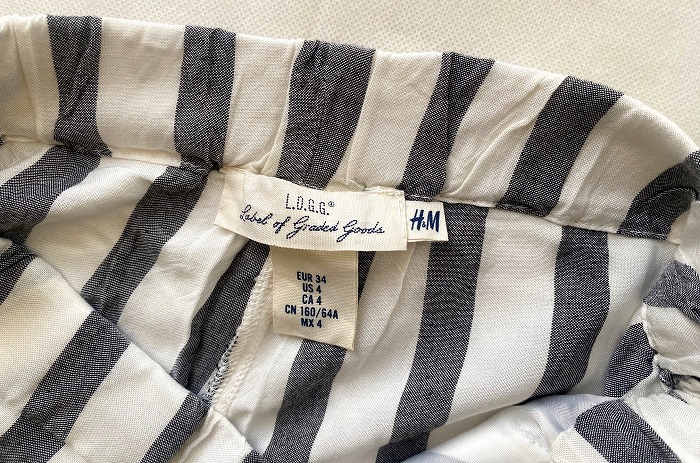 L.O.G.G.®
Label of Graded Goods
H&M
EUR 34
US 4
CA 4
CN 160/64A
MX 4